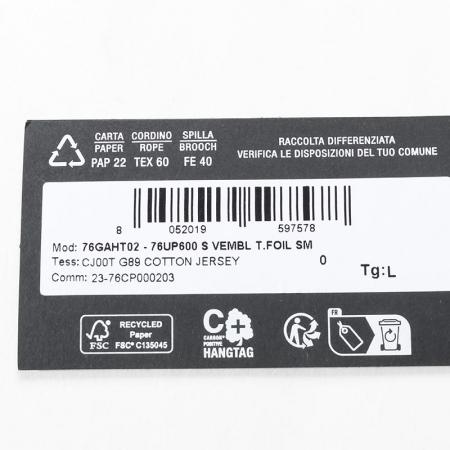 CARTA CORDINO SPILLA
PAPER ROPE BROOCH
PAP 22 TEX 60 FE 40
RACCOLTA DIFFERENZIATA
VERIFICA LE DISPOSIZIONI DEL TUO COMUNE
8 052019 597578
Mod: 76GAHT02 - 76UP600 S VEMBL T.FOIL SM
Tess: CJ00T G89 COTTON JERSEY 0
Tg: L
Comm: 23-76CP000203
FSC
RECYCLED
Paper
FSC® C135045
C+
CARBON*
POSITIVE
HANGTAG
FR